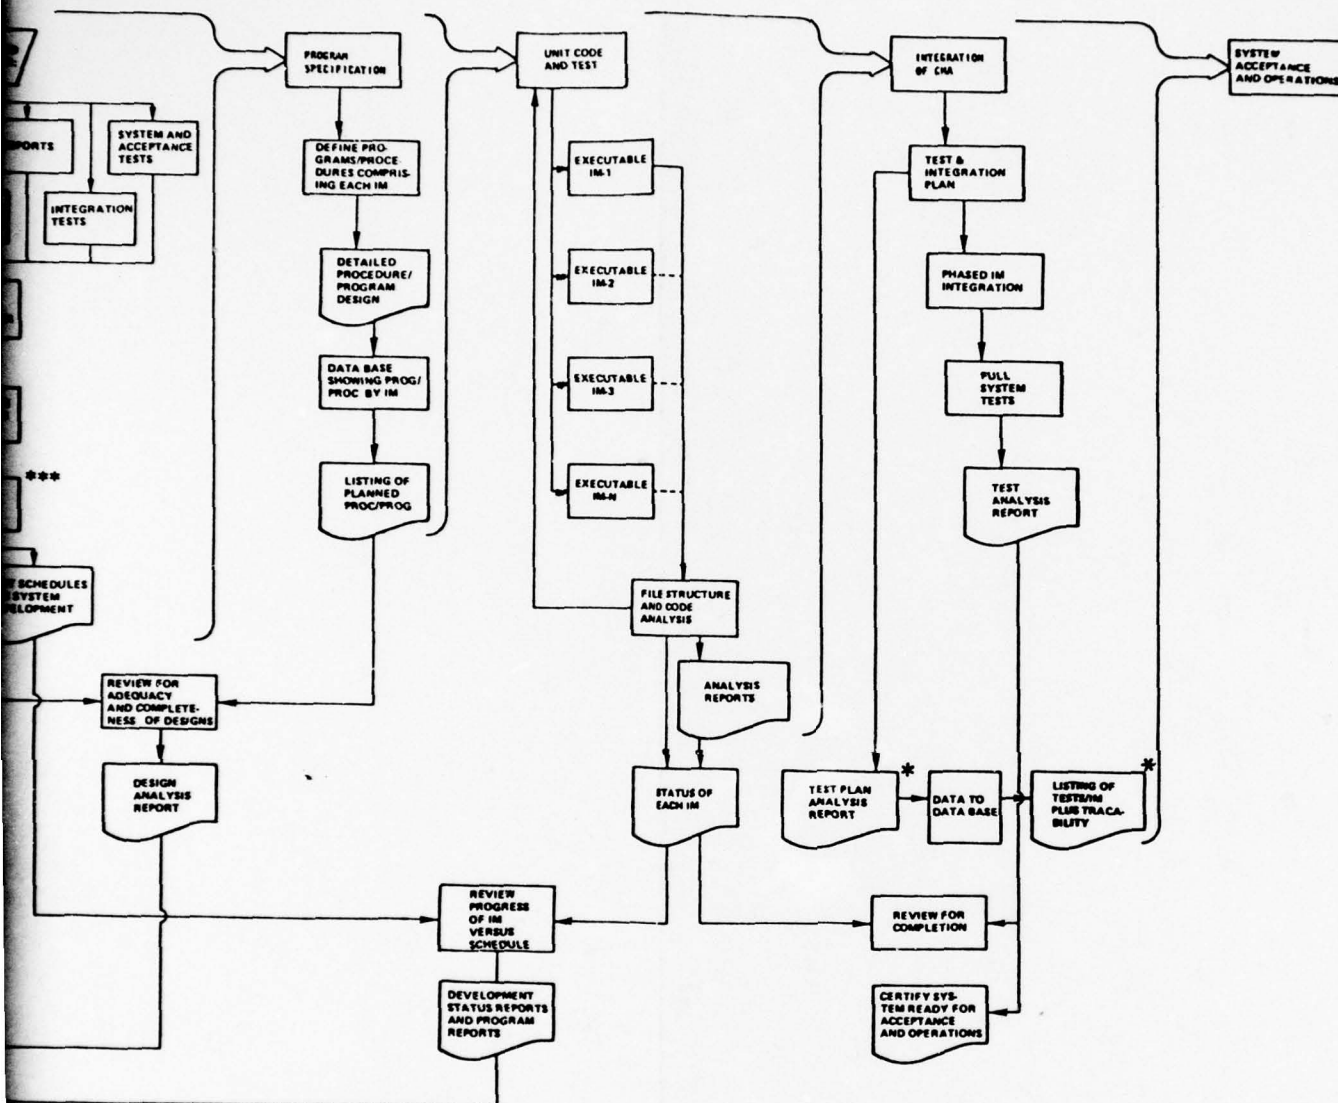 PROGRAM
SPECIFICATION
UNIT CODE
AND TEST
INTEGRATION
OF CMA
SYSTEM
ACCEPTANCE
AND OPERATIONS
SYSTEM AND
ACCEPTANCE
TESTS
INTEGRATION
TESTS
***
SCHEDULES
SYSTEM
DEFINE PRO-
GRAMS/PROCE-
DURES COMPRIS-
ING EACH IM
DETAILED
PROCEDURE/
PROGRAM
DESIGN
DATA BASE
SHOWING PROG/
PROC BY IM
LISTING OF
PLANNED
PROC/PROG
EXECUTABLE
IM-1
EXECUTABLE
IM-2
EXECUTABLE
IM-3
EXECUTABLE
IM-N
FILE STRUCTURE
AND CODE
ANALYSIS
ANALYSIS
REPORTS
STATUS OF
EACH IM
TEST &
INTEGRATION
PLAN
PHASED IM
INTEGRATION
FULL
SYSTEM
TESTS
TEST
ANALYSIS
REPORT
REVIEW FOR
ADEQUACY
AND COMPLETE-
NESS OF DESIGNS
DESIGN
ANALYSIS
REPORT
TEST PLAN
ANALYSIS
REPORT
*
DATA TO
DATA BASE
LISTING OF
TESTS/IM
PLUS TRACA-
BILITY
*
REVIEW
PROGRESS
OF IM
VERSUS
SCHEDULE
REVIEW FOR
COMPLETION
DEVELOPMENT
STATUS REPORTS
AND PROGRAM
REPORTS
CERTIFY SYS-
TEM READY FOR
ACCEPTANCE
AND OPERATIONS